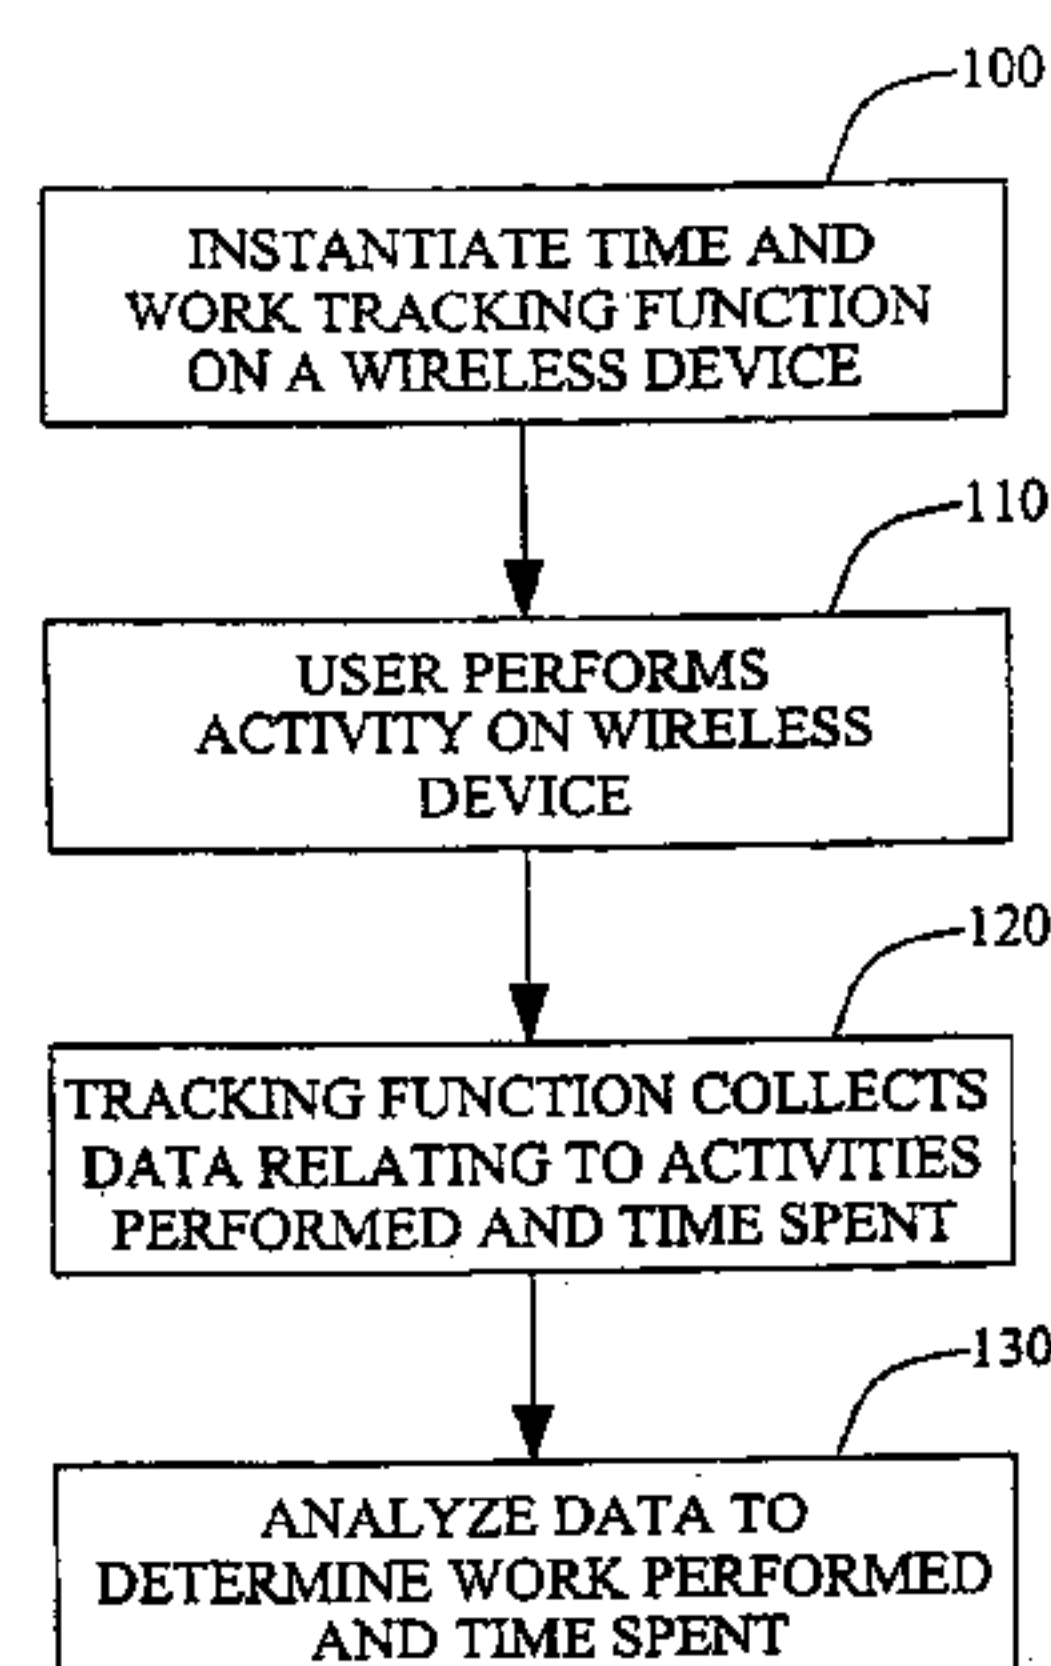 100
INSTANTIATE TIME AND
WORK TRACKING FUNCTION
ON A WIRELESS DEVICE
110
USER PERFORMS
ACTIVITY ON WIRELESS
DEVICE
120
TRACKING FUNCTION COLLECTS
DATA RELATING TO ACTIVITIES
PERFORMED AND TIME SPENT
130
ANALYZE DATA TO
DETERMINE WORK PERFORMED
AND TIME SPENT